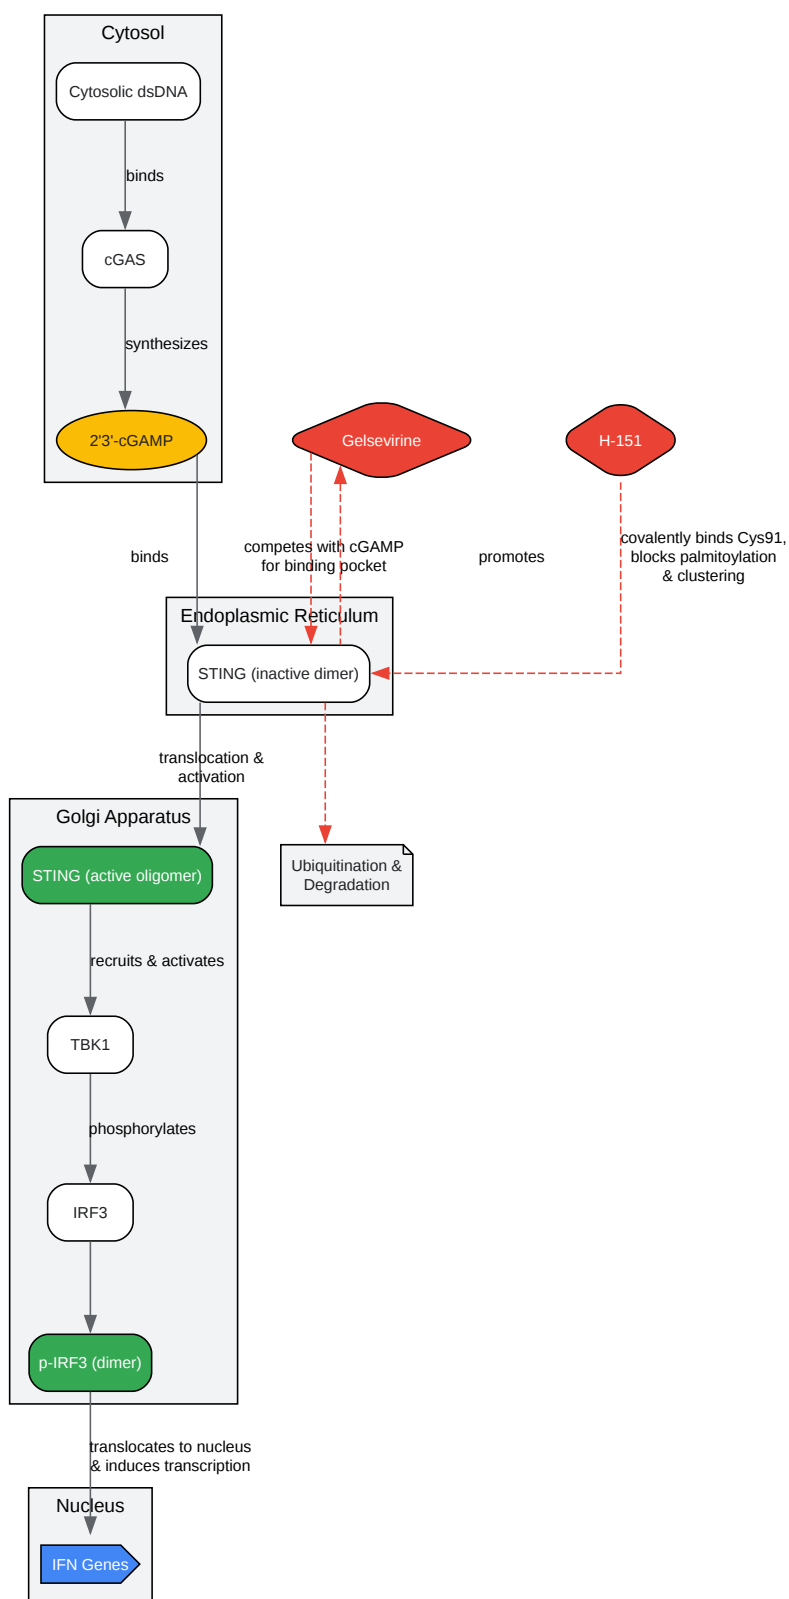 Cytosol
Cytosolic dsDNA
binds
cGAS
synthesizes
2'3'-cGAMP
Gelsevirine
H-151
binds
competes with cGAMP
for binding pocket
promotes
covalently binds Cys91,
blocks palmitoylation
& clustering
Endoplasmic Reticulum
STING (inactive dimer)
translocation &
activation
Golgi Apparatus
STING (active oligomer)
Ubiquitination &
Degradation
recruits & activates
TBK1
phosphorylates
IRF3
p-IRF3 (dimer)
translocates to nucleus
& induces transcription
Nucleus
IFN Genes